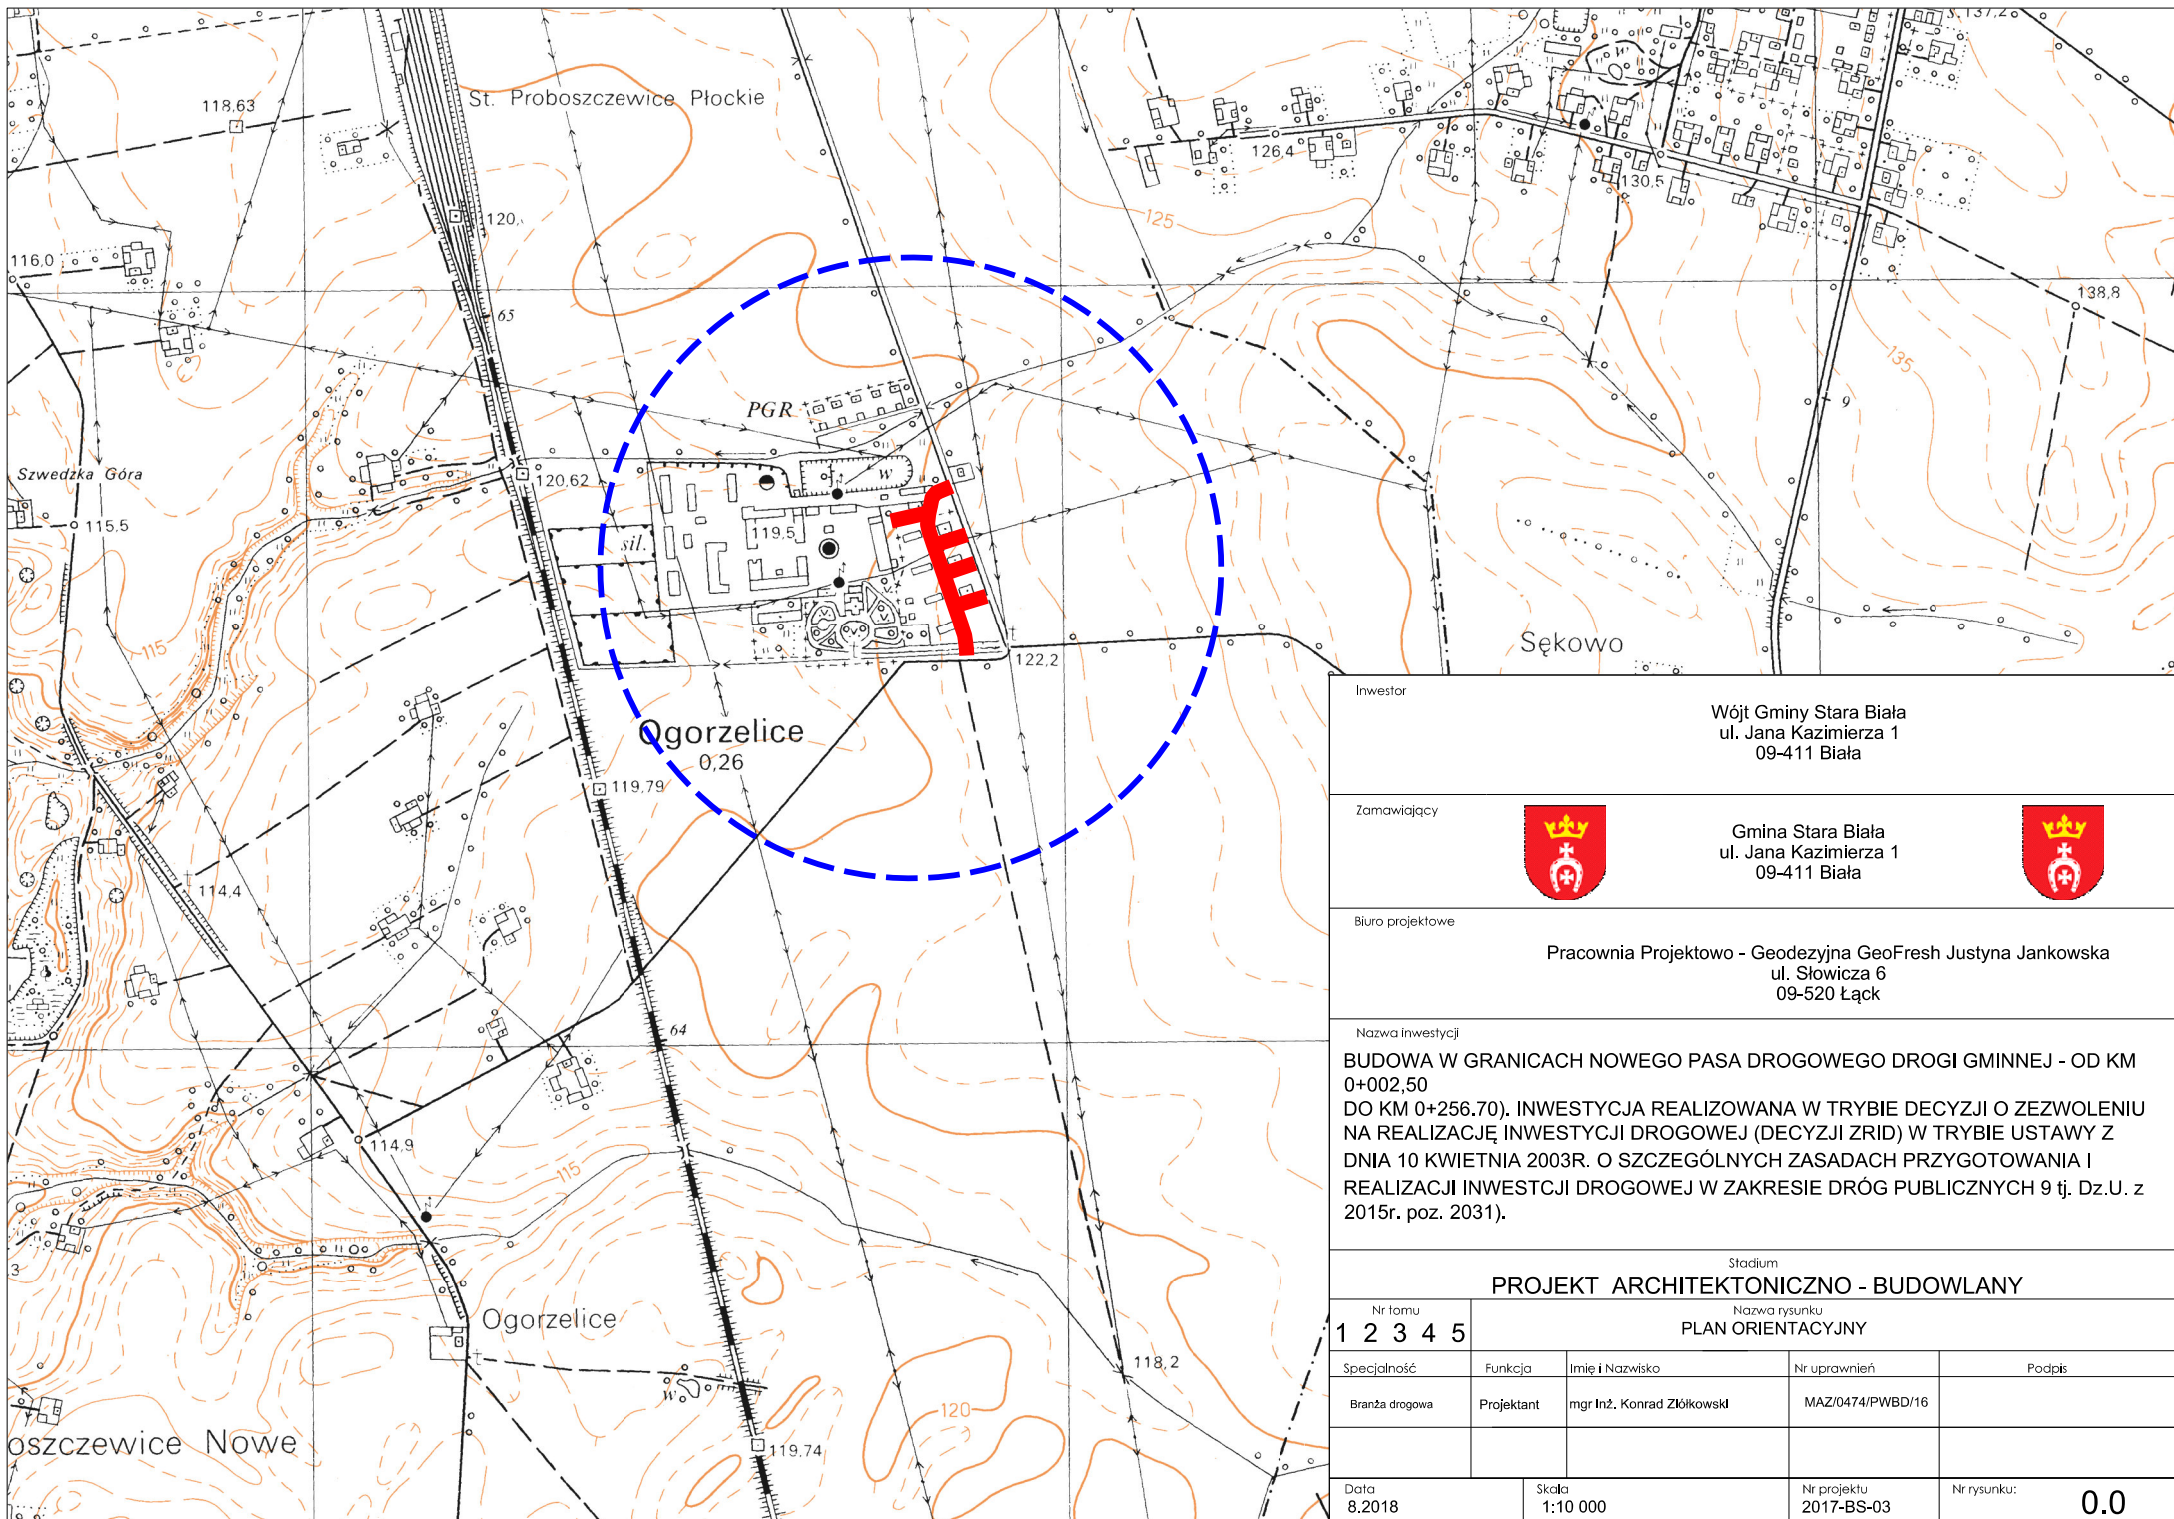 S. 137,2
118,63
St. Proboszczewice Płockie
w
126,4
130,5
120,
125
116,0
65
138,8
135
9
PGR
Szwedzka Góra
120,62
w
115,5
119,5
sil.
115
122,2
Sękowo
Ogorzelice
0,26
119,79
114,4
64
114,9
115
3
Ogorzelice
118,2
w
120
oszczewice Nowe
119,74
Inwestor
Wójt Gminy Stara Biała
ul. Jana Kazimierza 1
09-411 Biała
Zamawiający
Gmina Stara Biała
ul. Jana Kazimierza 1
09-411 Biała
Biuro projektowe
Pracownia Projektowo - Geodezyjna GeoFresh Justyna Jankowska
ul. Słowicza 6
09-520 Łąck
Nazwa inwestycji
BUDOWA W GRANICACH NOWEGO PASA DROGOWEGO DROGI GMINNEJ - OD KM
0+002,50
DO KM 0+256.70). INWESTYCJA REALIZOWANA W TRYBIE DECYZJI O ZEZWOLENIU
NA REALIZACJĘ INWESTYCJI DROGOWEJ (DECYZJI ZRID) W TRYBIE USTAWY Z
DNIA 10 KWIETNIA 2003R. O SZCZEGÓLNYCH ZASADACH PRZYGOTOWANIA I
REALIZACJI INWESTCJI DROGOWEJ W ZAKRESIE DRÓG PUBLICZNYCH 9 tj. Dz.U. z
2015r. poz. 2031).
Stadium
PROJEKT ARCHITEKTONICZNO - BUDOWLANY
Nr tomu
1 2 3 4 5
Nazwa rysunku
PLAN ORIENTACYJNY
Specjalność Funkcja Imię i Nazwisko Nr uprawnień Podpis
Branża drogowa Projektant mgr inż. Konrad Ziółkowski MAZ/0474/PWBD/16
Data Skala Nr projektu Nr rysunku:
8.2018 1:10 000 2017-BS-03 0.0